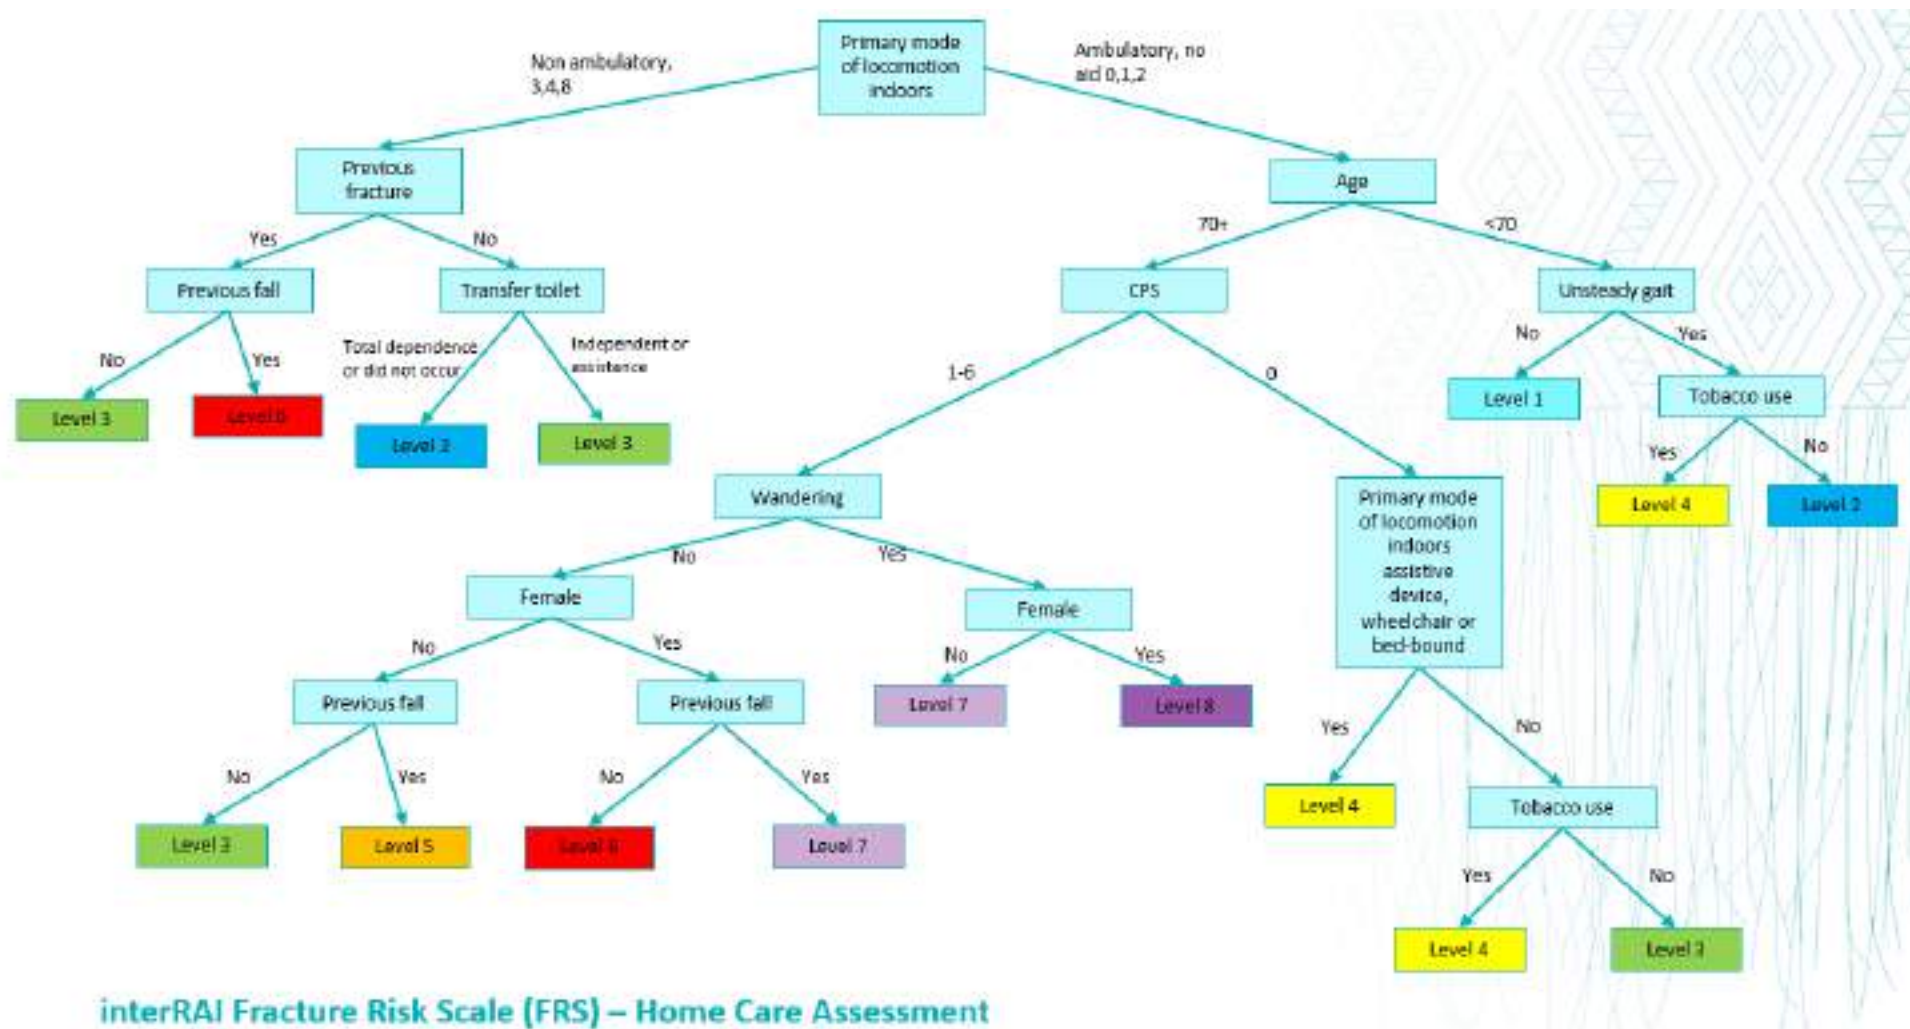 Primary mode
of locomotion
indoors
Non ambulatory,
3,4,8
Ambulatory, no
aid 0,1,2
Previous
fracture
Age
Yes
No
70+
<70
Previous fall
Transfer toilet
CPS
Unsteady gait
No
Yes
Total dependence
or did not occur
Independent or
assistance
1-6
0
No
Yes
Level 3
Level 6
Level 2
Level 3
Level 1
Tobacco use
Yes
No
Level 4
Level 2
Wandering
Primary mode
of locomotion
indoors
assistive
device,
wheelchair or
bed-bound
No
Yes
Female
Female
No
Yes
No
Yes
Previous fall
Previous fall
Level 7
Level 8
Yes
No
No
Yes
No
Yes
Level 4
Tobacco use
Level 3
Level 5
Level 6
Level 7
Yes
No
Level 4
Level 3
interRAI Fracture Risk Scale (FRS) – Home Care Assessment